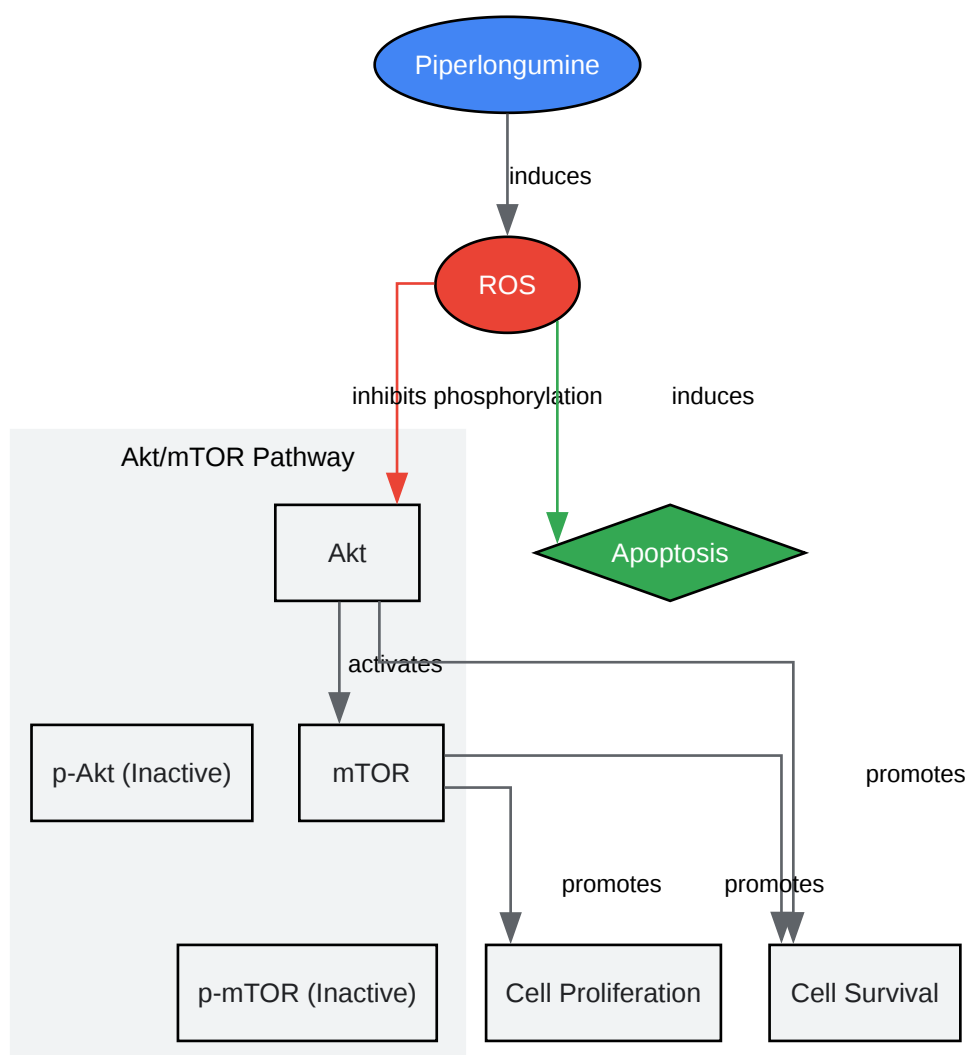 Piperlongumine
induces
ROS
inhibits phosphorylation
induces
Akt/mTOR Pathway
Akt
Apoptosis
activates
p-Akt (Inactive)
mTOR
promotes
promotes
promotes
p-mTOR (Inactive)
Cell Proliferation
Cell Survival